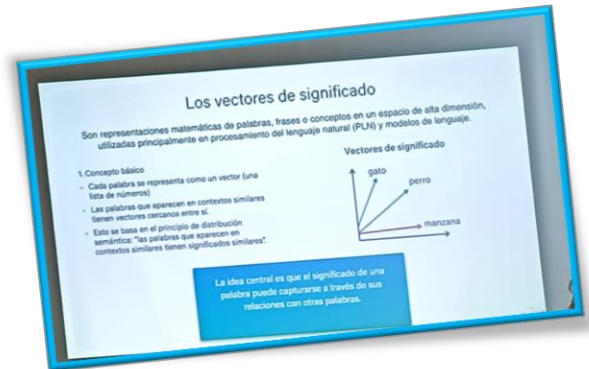 Los vectores de significado
Son representaciones matemáticas de palabras, frases o conceptos en un espacio de alta dimensión,
utilizadas principalmente en procesamiento del lenguaje natural (PLN) y modelos de lenguaje.
1. Concepto básico
- Cada palabra se representa como un vector (una
lista de números)
- Las palabras que aparecen en contextos similares
tienen vectores cercanos entre sí.
- Esto se basa en el principio de distribución
semántica: "las palabras que aparecen en
contextos similares tienen significados similares".
Vectores de significado
gato
perro
manzana
La idea central es que el significado de una
palabra puede capturarse a través de sus
relaciones con otras palabras.